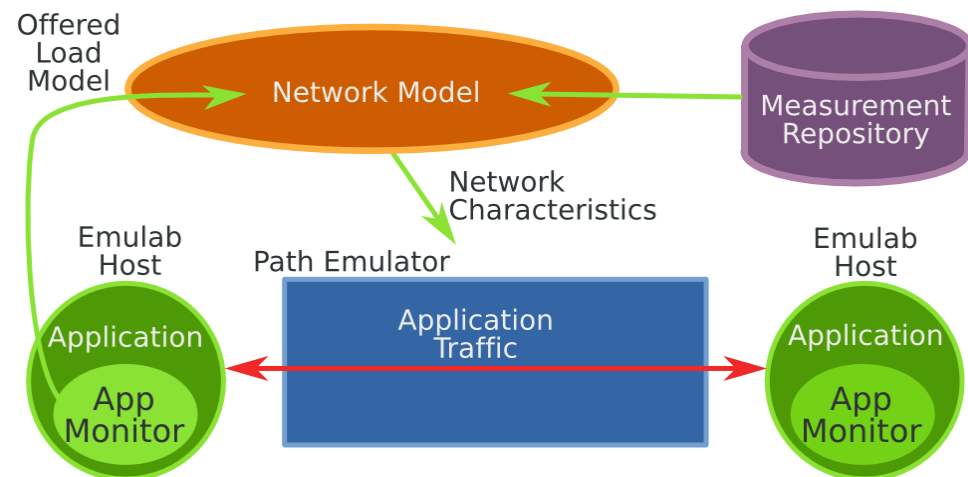 Offered
Load
Model
Network Model
Measurement
Repository
Network
Characteristics
Emulab
Host
Path Emulator
Emulab
Host
Application
Application
Traffic
Application
App
Monitor
App
Monitor